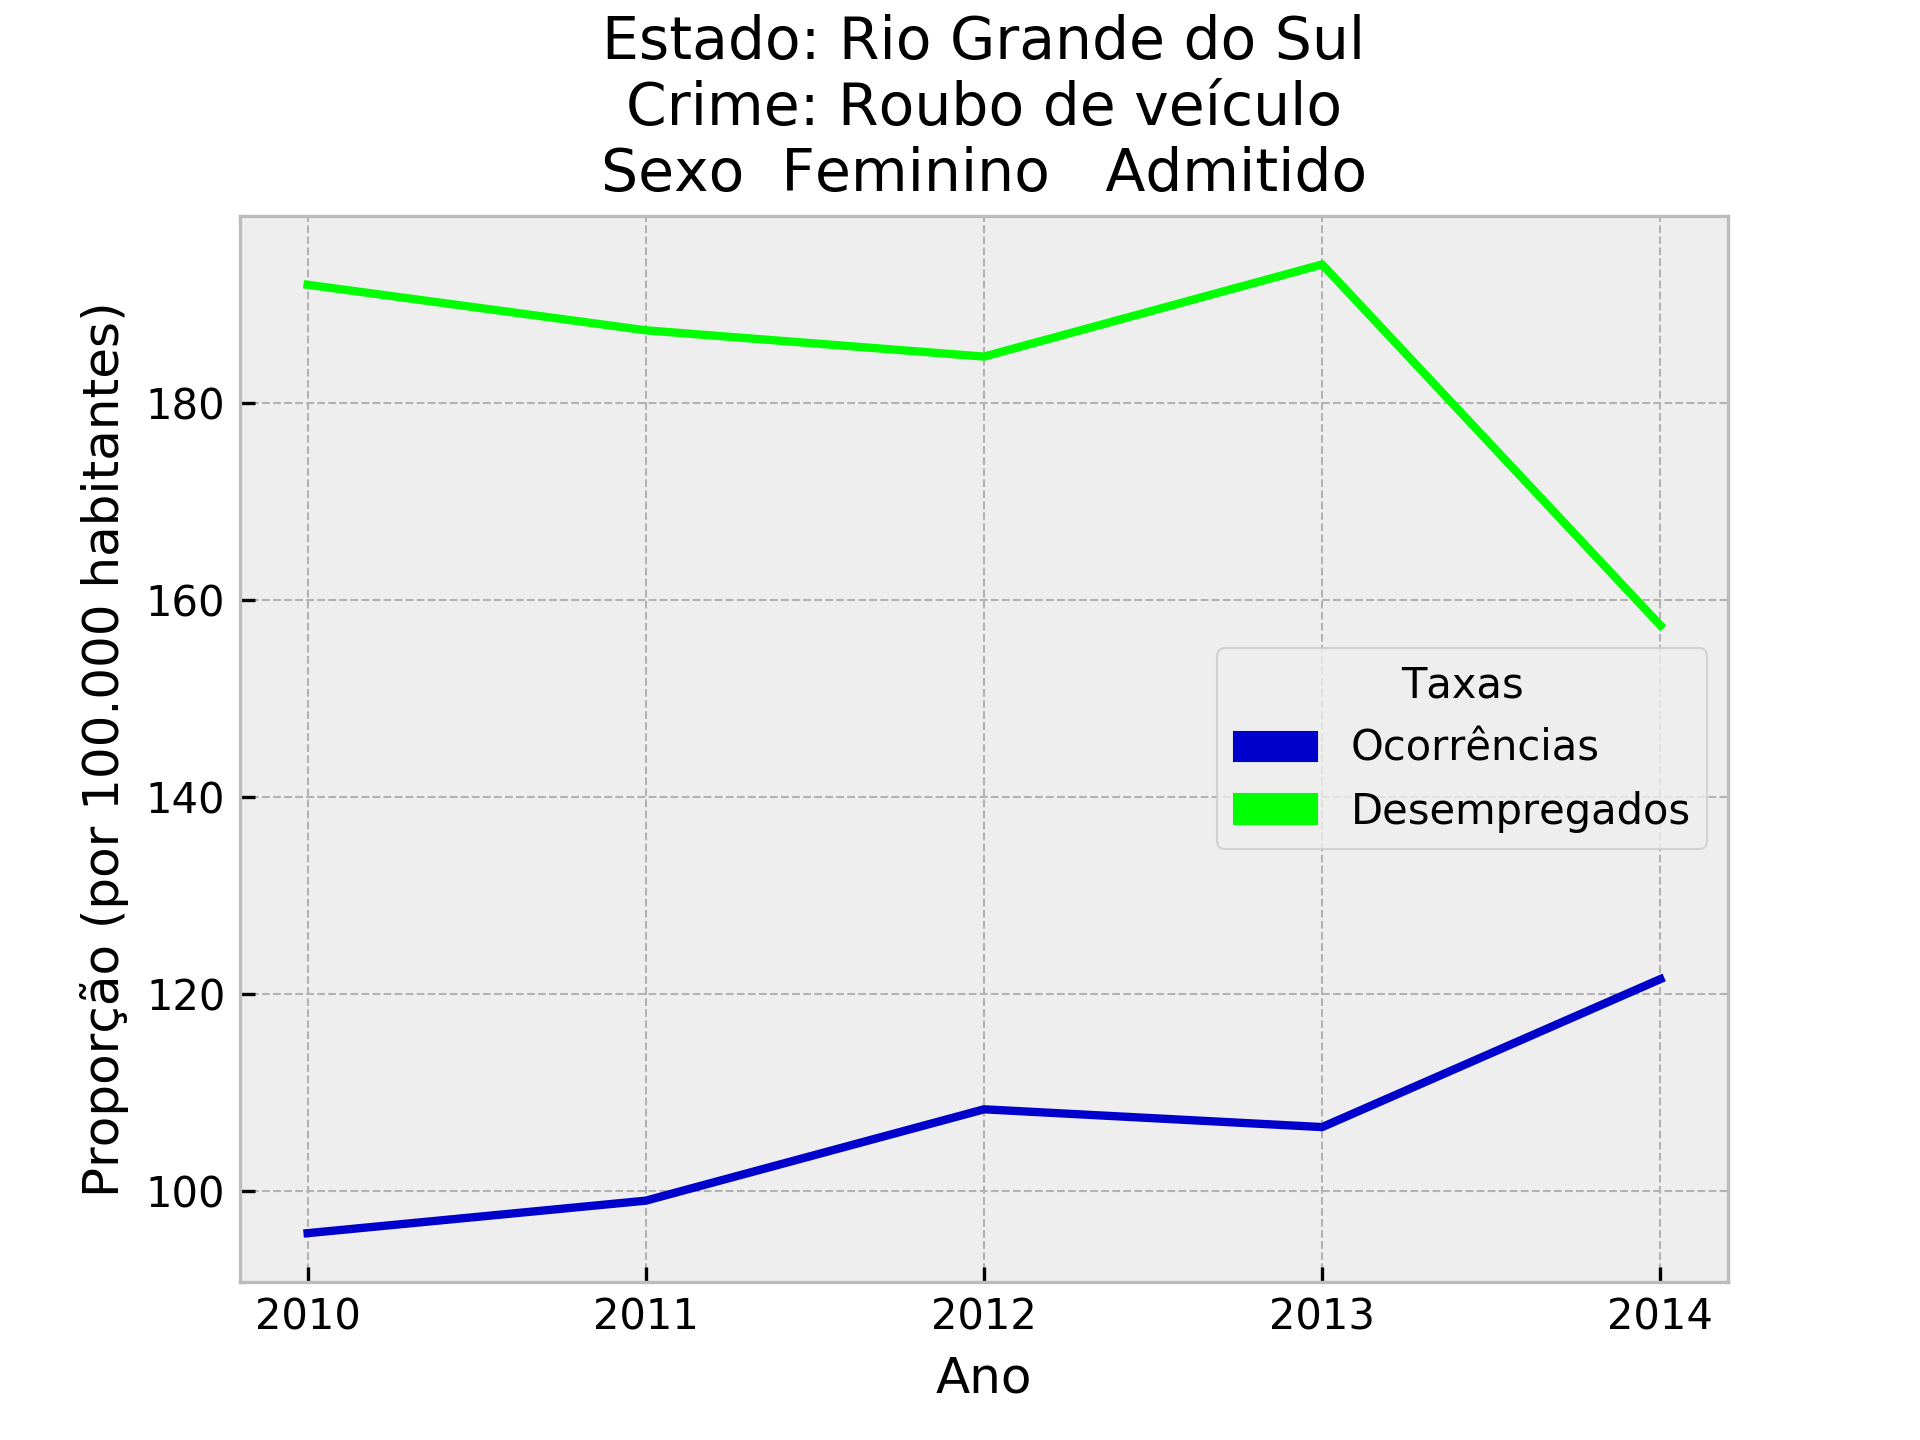 Estado: Rio Grande do Sul
Crime: Roubo de veículo
Sexo  Feminino   Admitido
Proporção (por 100.000 habitantes)
180
160
140
120
100
Taxas
Ocorrências
Desempregados
2010 2011 2012 2013 2014
Ano